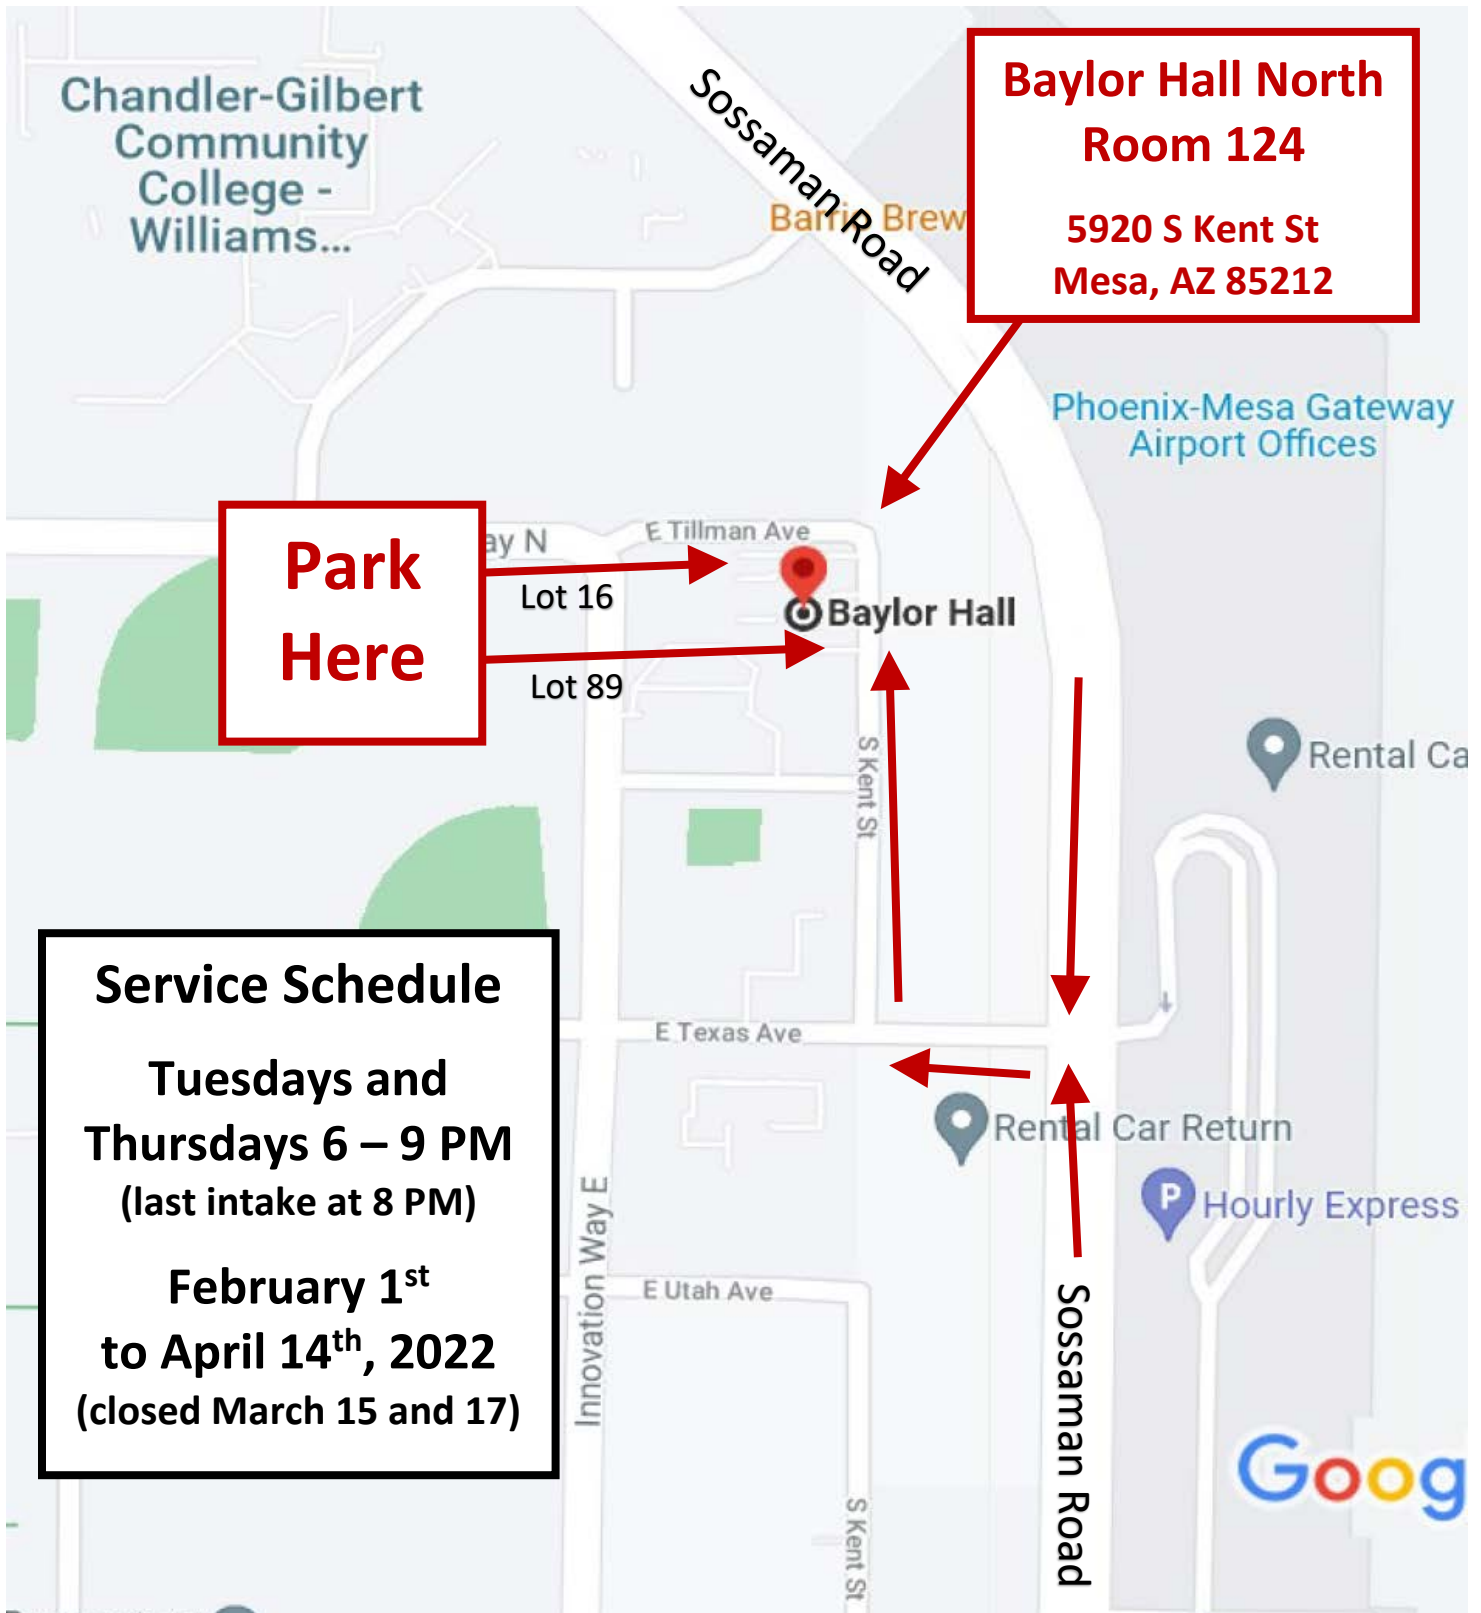 Chandler-Gilbert
Community
College -
Williams...
Sossaman Road
Barrio Brew
Baylor Hall North
Room 124
5920 S Kent St
Mesa, AZ 85212
Phoenix-Mesa Gateway
Airport Offices
Park
Here
ay N
E Tillman Ave
Lot 16
Baylor Hall
Lot 89
S Kent St
Rental Ca
Service Schedule
Tuesdays and
Thursdays 6 – 9 PM
(last intake at 8 PM)
February 1st
to April 14th, 2022
(closed March 15 and 17)
E Texas Ave
Rental Car Return
P Hourly Express
Innovation Way E
E Utah Ave
Sossaman Road
S Kent St
Goog